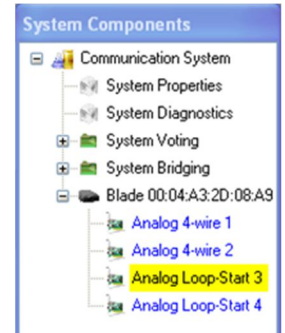 System Components
Communication System
System Properties
System Diagnostics
System Voting
System Bridging
Blade 00:04:A3:2D:08:A9
Analog 4-wire 1
Analog 4-wire 2
Analog Loop-Start 3
Analog Loop-Start 4